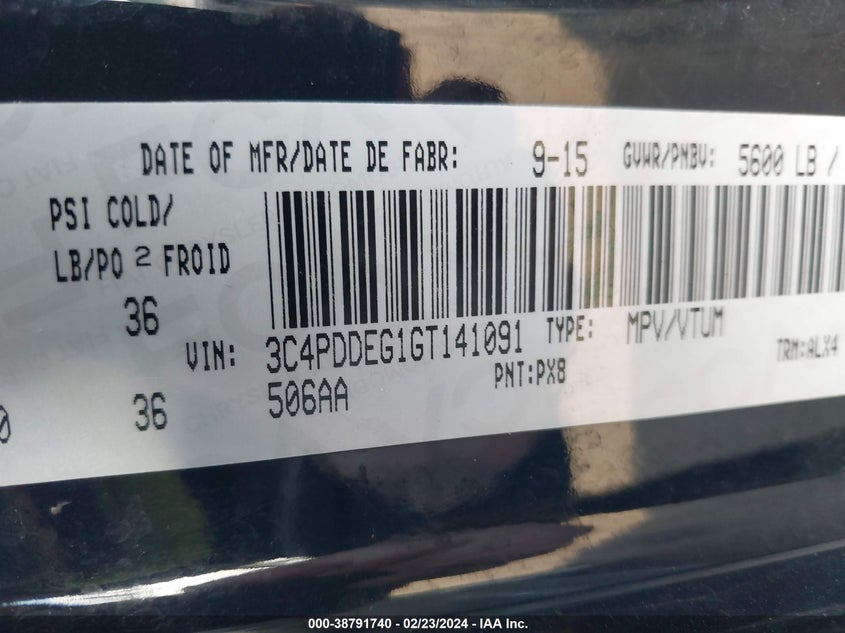 DATE OF MFR/DATE DE FABR: 9-15 GVWR/PNBV: 5600 LB /
PSI COLD/
LB/PO 2 FROID
36
VIN: 3C4PDDEG1GT141091 TYPE: MPV/VTUM
PNT:PX8 TRM:ALX4
0 36 506AA
000-38791740 - 02/23/2024 - IAA Inc.